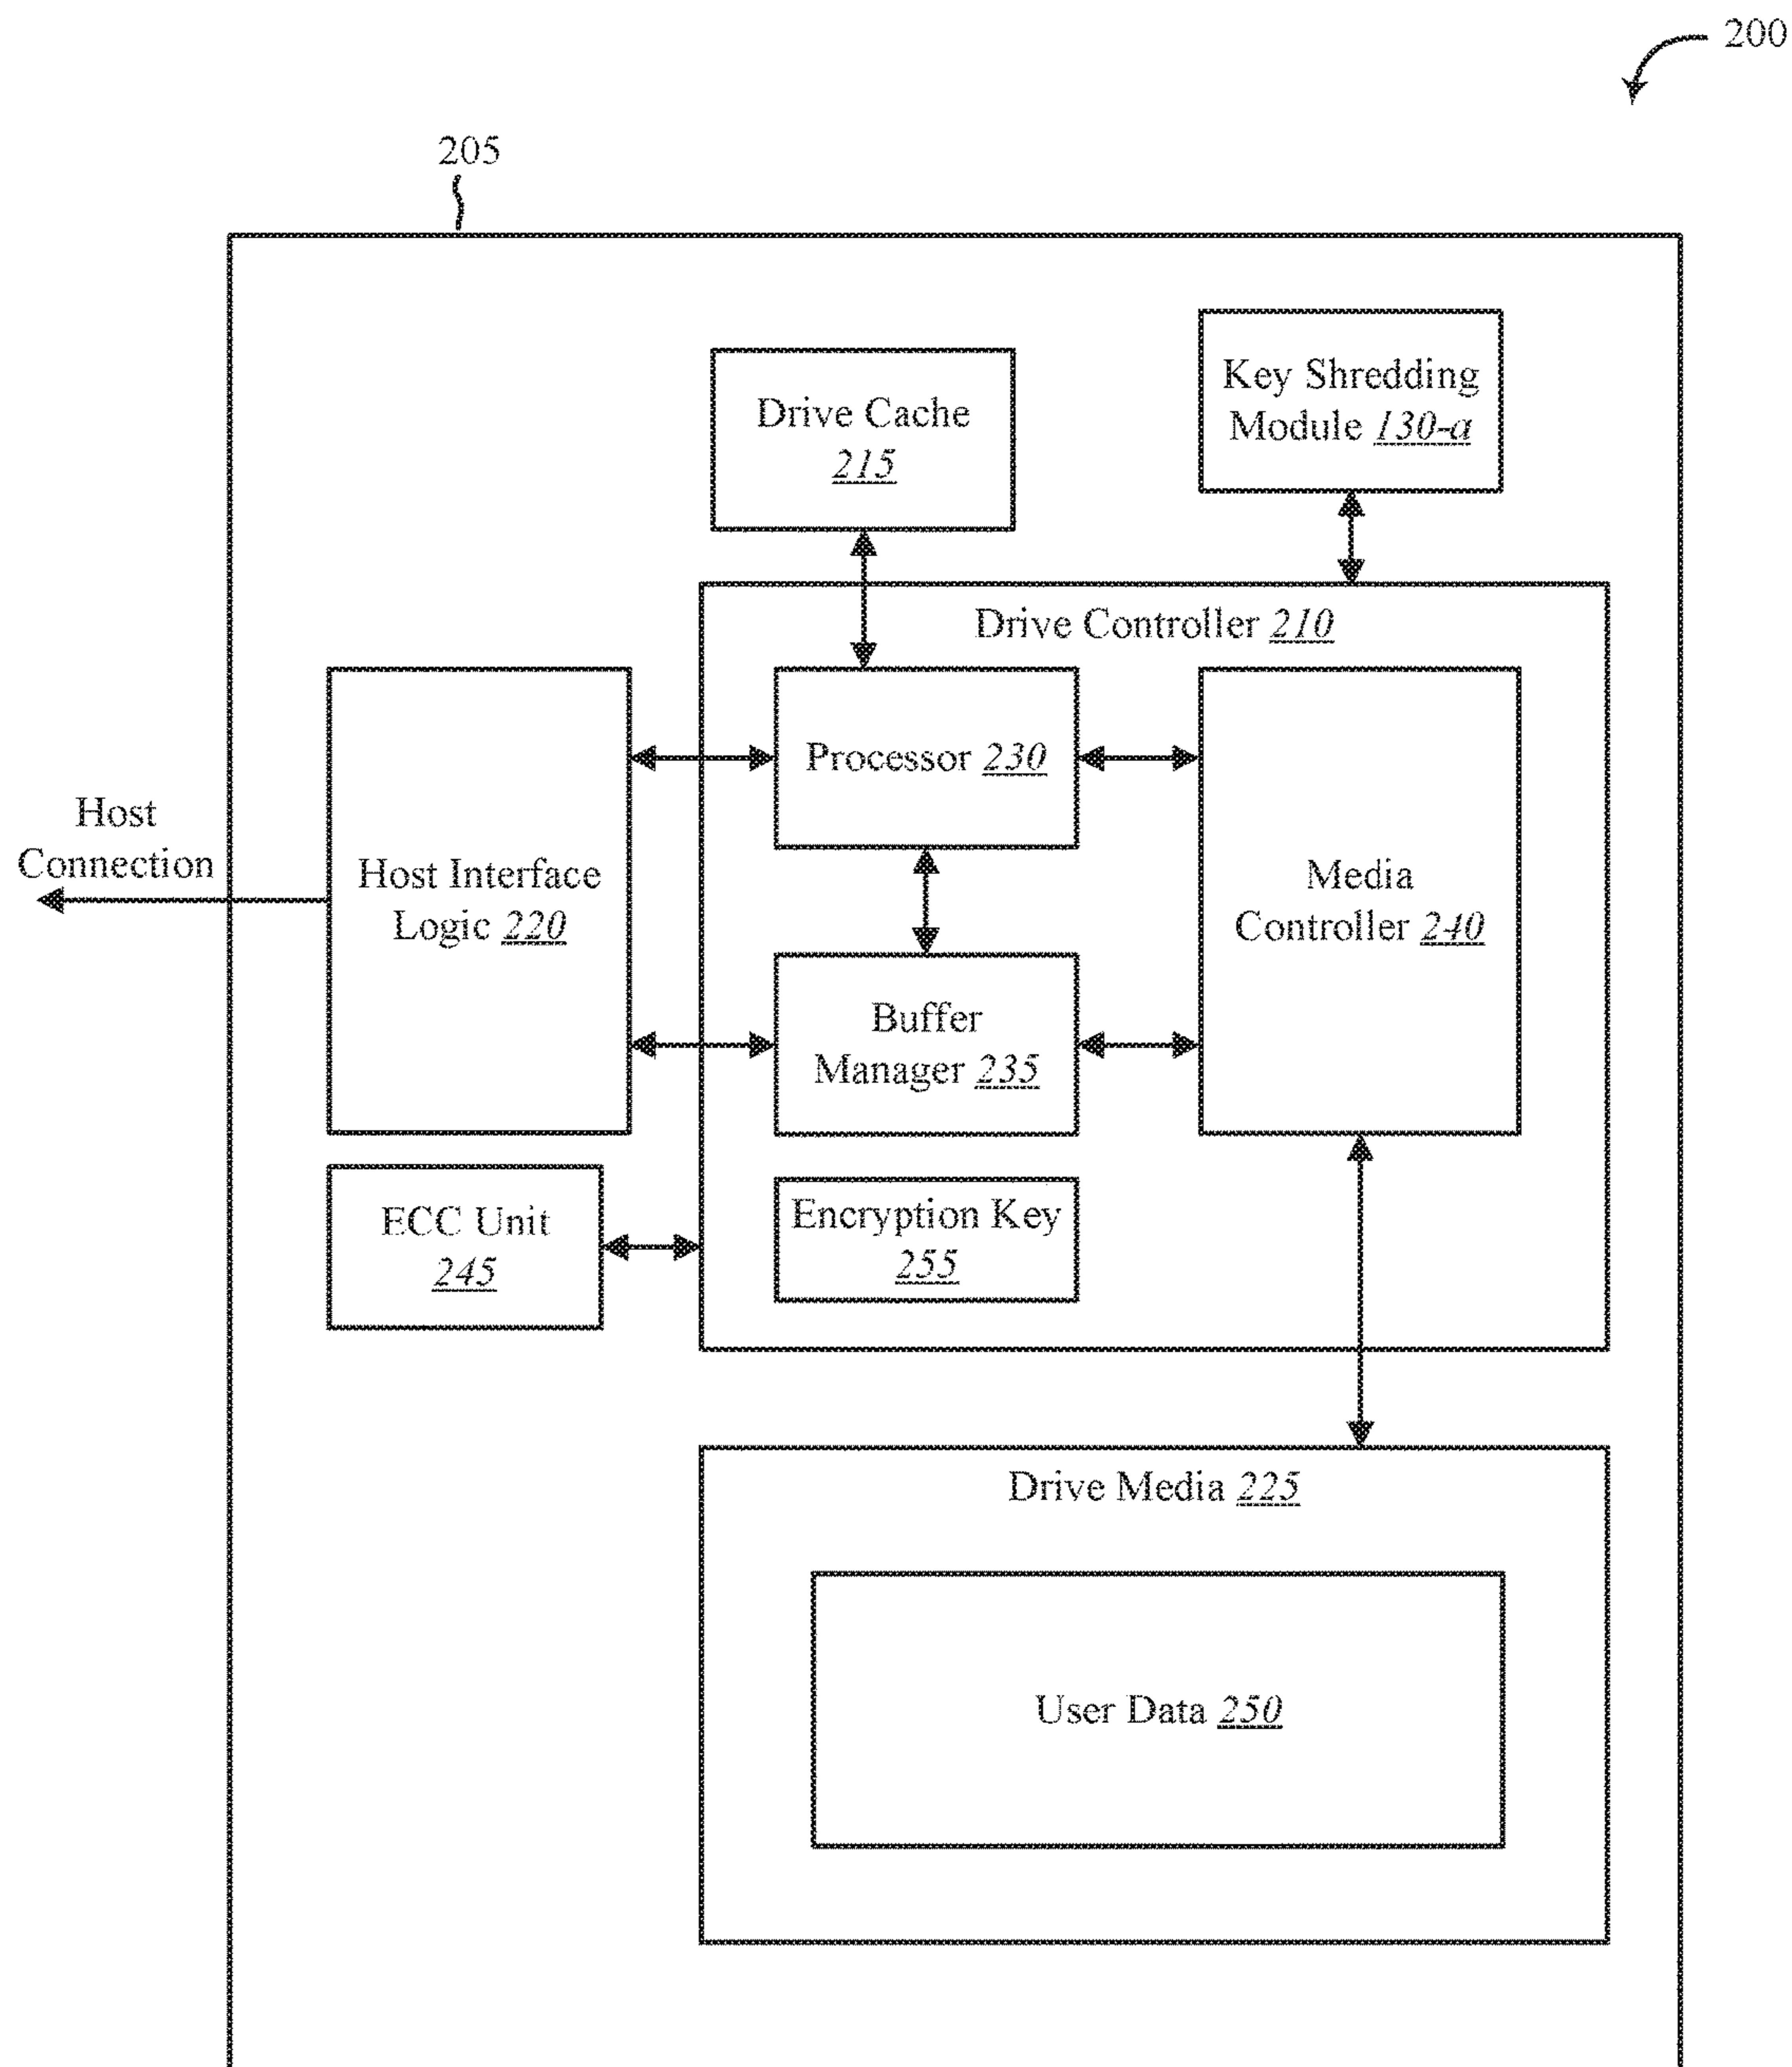 200
205
Drive Cache
215
Key Shredding
Module 130-a
Drive Controller 210
Host
Connection
Host Interface
Logic 220
Processor 230
Media
Controller 240
Buffer
Manager 235
ECC Unit
245
Encryption Key
255
Drive Media 225
User Data 250